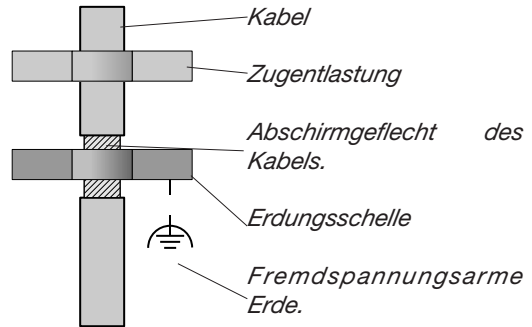 Kabel
Zugentlastung
Abschirmgeflecht des
Kabels.
Erdungsschelle
Fremdspannungsarme
Erde.